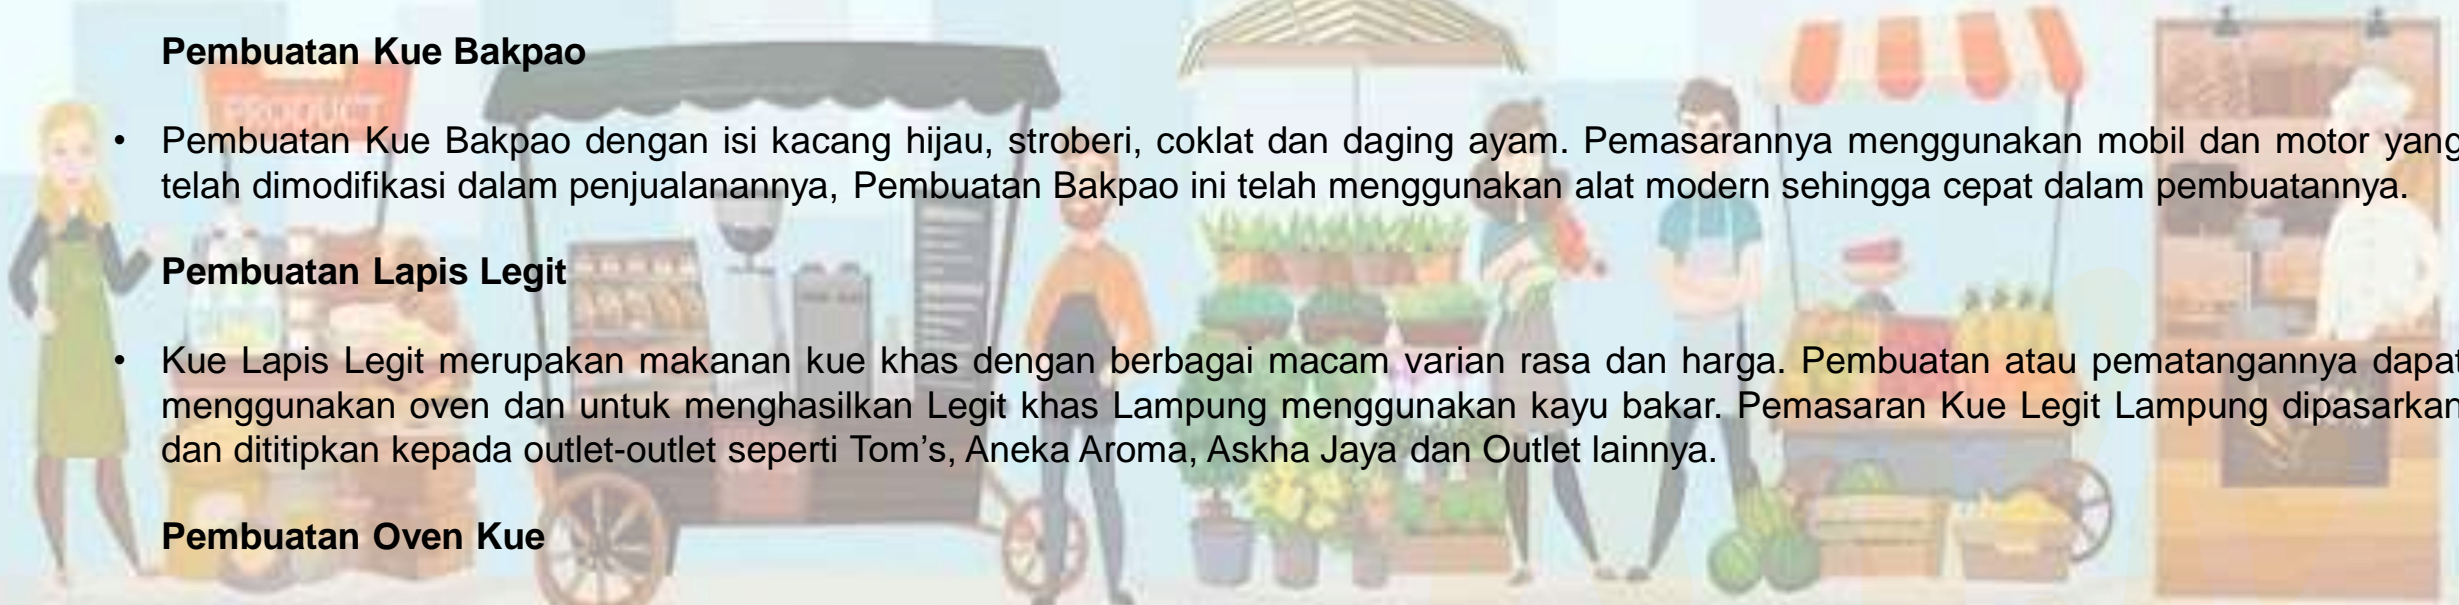 Pembuatan Kue Bakpao
PRODUCT
• Pembuatan Kue Bakpao dengan isi kacang hijau, stroberi, coklat dan daging ayam. Pemasarannya menggunakan mobil dan motor yang
telah dimodifikasi dalam penjualanannya, Pembuatan Bakpao ini telah menggunakan alat modern sehingga cepat dalam pembuatannya.
Pembuatan Lapis Legit
• Kue Lapis Legit merupakan makanan kue khas dengan berbagai macam varian rasa dan harga. Pembuatan atau pematangannya dapat
menggunakan oven dan untuk menghasilkan Legit khas Lampung menggunakan kayu bakar. Pemasaran Kue Legit Lampung dipasarkan
dan dititipkan kepada outlet-outlet seperti Tom’s, Aneka Aroma, Askha Jaya dan Outlet lainnya.
Pembuatan Oven Kue